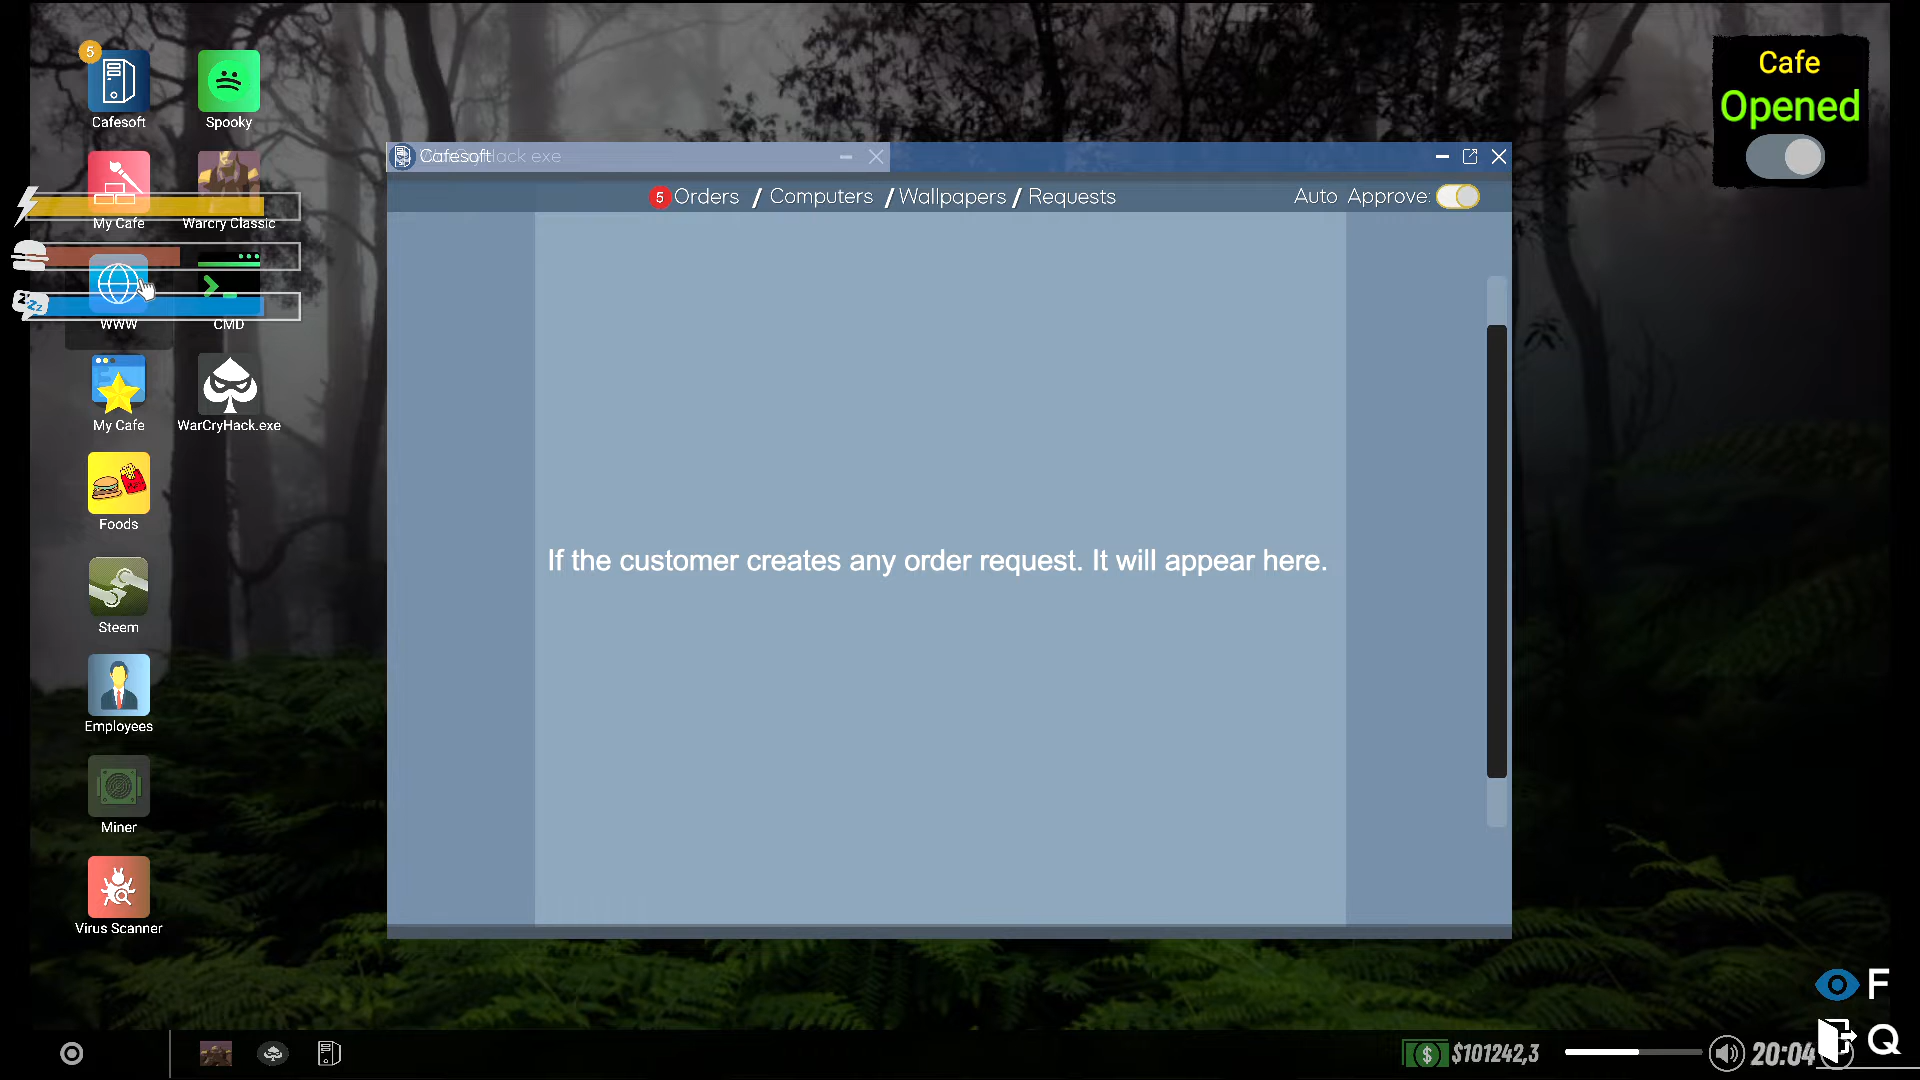 5
Cafesoft
Spooky
My Cafe
Warcry Classic
WWW
CMD
My Cafe
WarCryHack.exe
Foods
Steem
Employees
Miner
Virus Scanner
Cafe
Opened
Cafesoft
5 Orders / Computers / Wallpapers / Requests
Auto Approve:
If the customer creates any order request. It will appear here.
F
Q
$101242,3
20:04